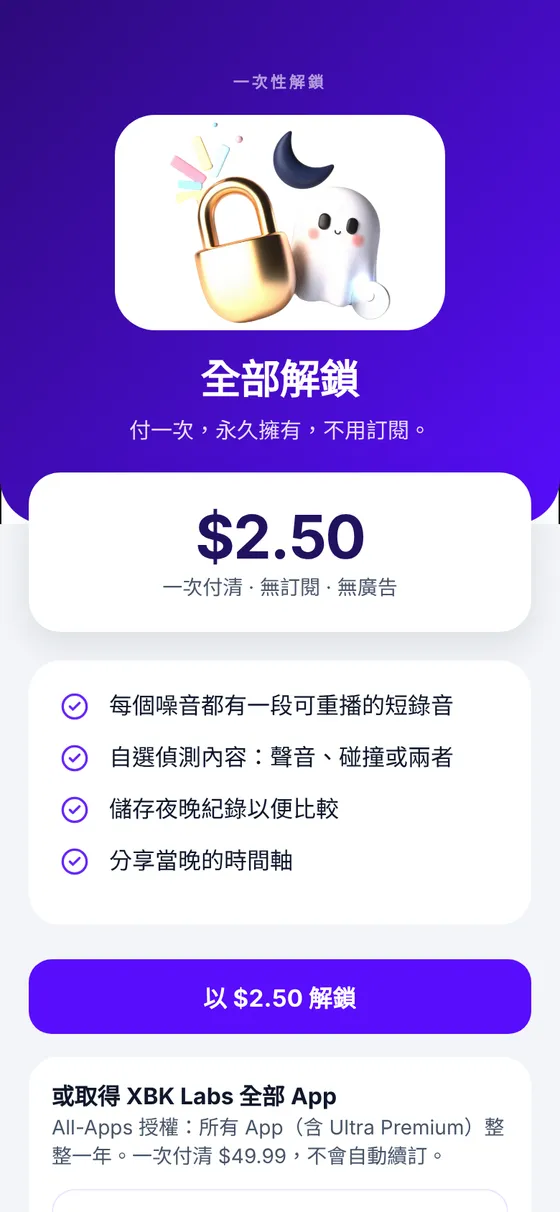 一次性解鎖
全部解鎖
付一次，永久擁有，不用訂閱。
$2.50
一次付清 · 無訂閱 · 無廣告
每個噪音都有一段可重播的短錄音
自選偵測內容：聲音、碰撞或兩者
儲存夜晚紀錄以便比較
分享當晚的時間軸
以 $2.50 解鎖
或取得 XBK Labs 全部 App
All-Apps 授權：所有 App（含 Ultra Premium）整
整一年。一次付清 $49.99，不會自動續訂。